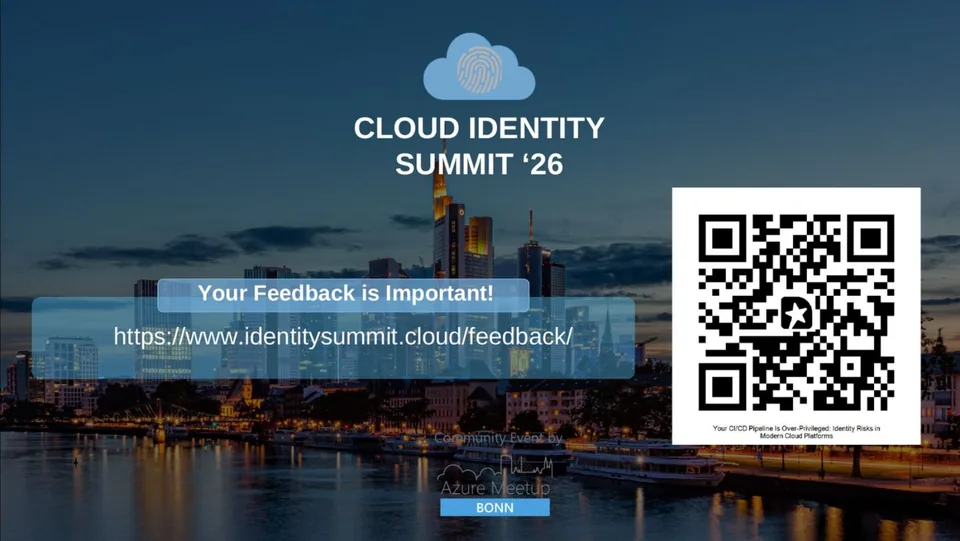 CLOUD IDENTITY
SUMMIT ‘26
Your Feedback is Important!
https://www.identitysummit.cloud/feedback/
Your CI/CD Pipeline Is Over-Privileged: Identity Risks in
Modern Cloud Platforms
Community Event by
Azure Meetup
BONN